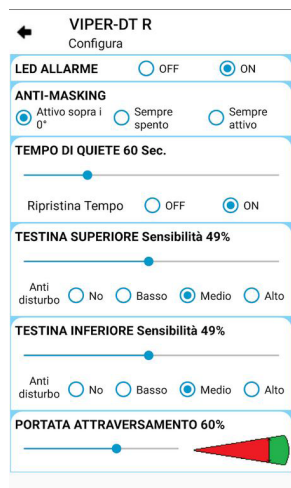 VIPER-DT R
Configura
LED ALLARME OFF ON
ANTI-MASKING
Attivo sopra i 0° Sempre spento Sempre attivo
TEMPO DI QUIETE 60 Sec.
Ripristina Tempo OFF ON
TESTINA SUPERIORE Sensibilità 49%
Anti disturbo No Basso Medio Alto
TESTINA INFERIORE Sensibilità 49%
Anti disturbo No Basso Medio Alto
PORTATA ATTRAVERSAMENTO 60%